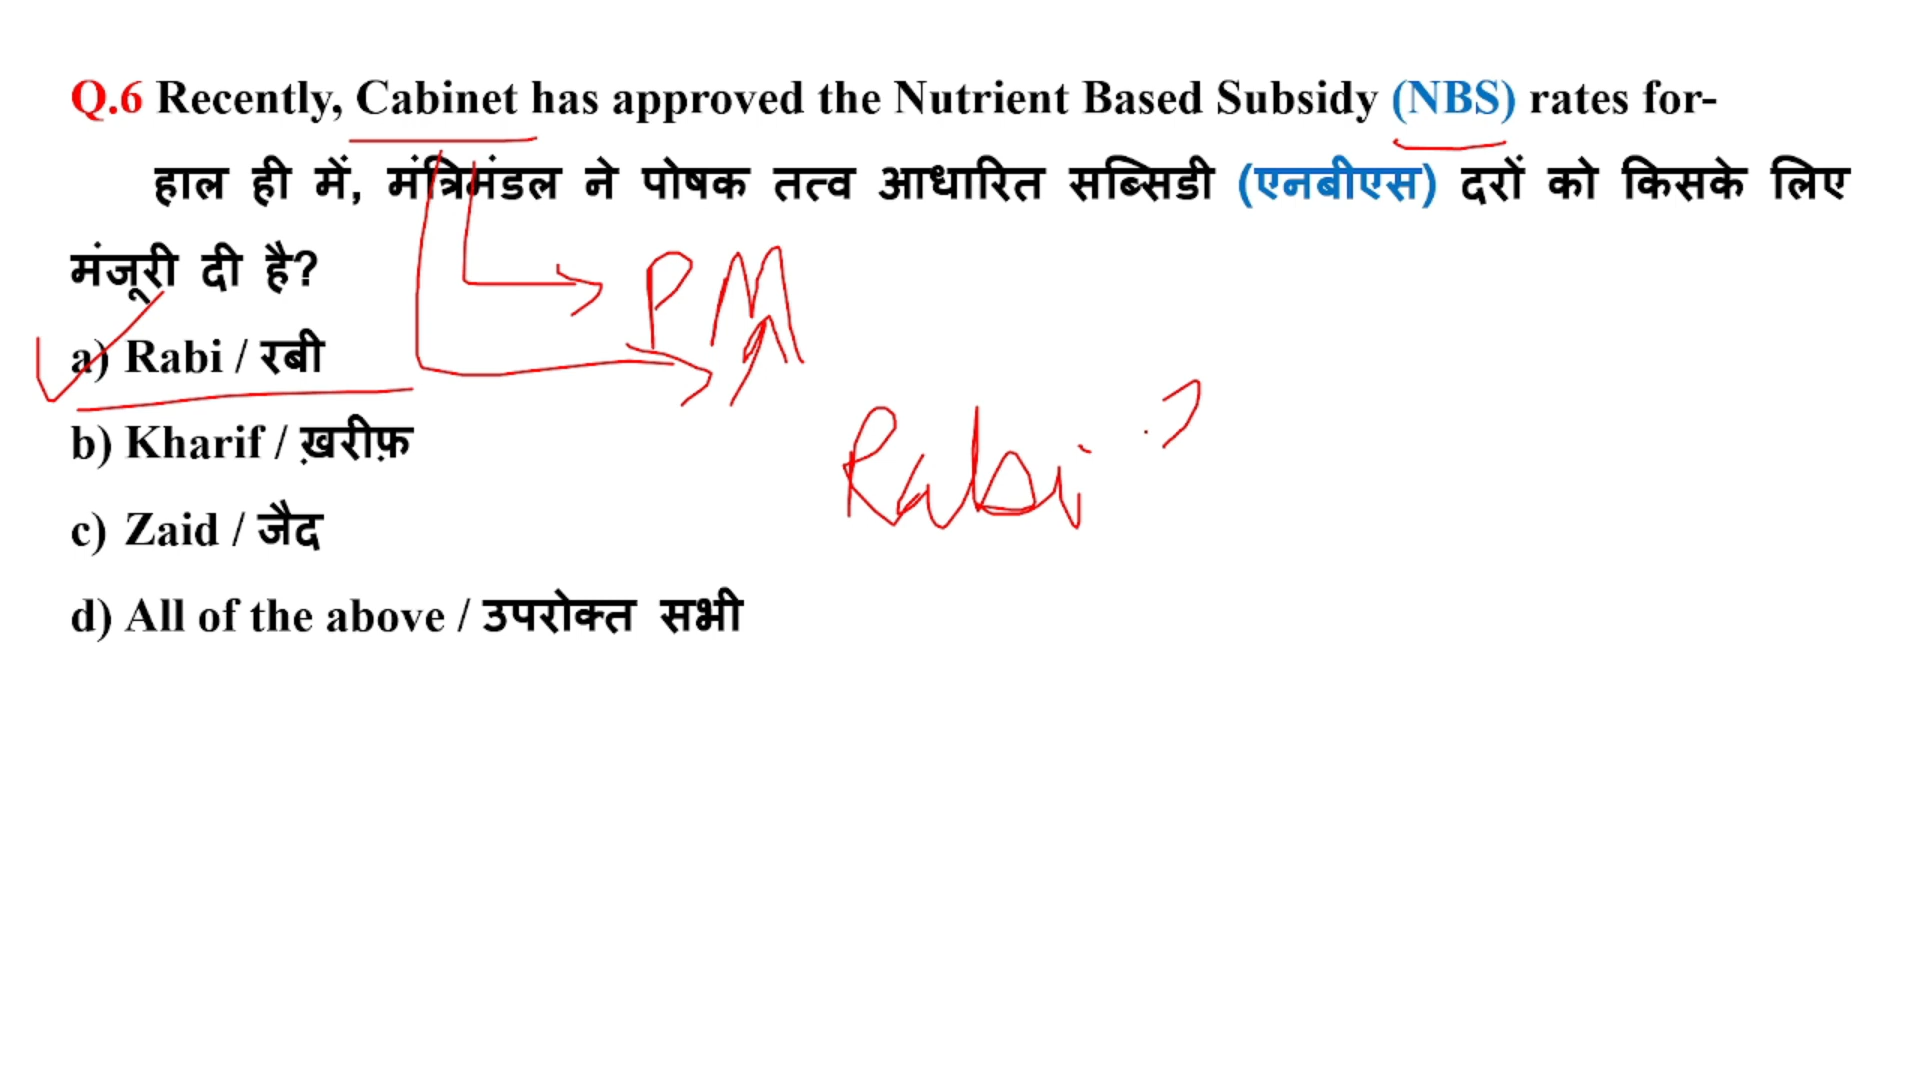 Q.6 Recently, Cabinet has approved the Nutrient Based Subsidy (NBS) rates for-
हाल ही में, मंत्रिमंडल ने पोषक तत्व आधारित सब्सिडी (एनबीएस) दरों को किसके लिए
मंजूरी दी है?
PM
a) Rabi / रबी
b) Kharif / ख़रीफ़
Rabi
c) Zaid / जैद
d) All of the above / उपरोक्त सभी